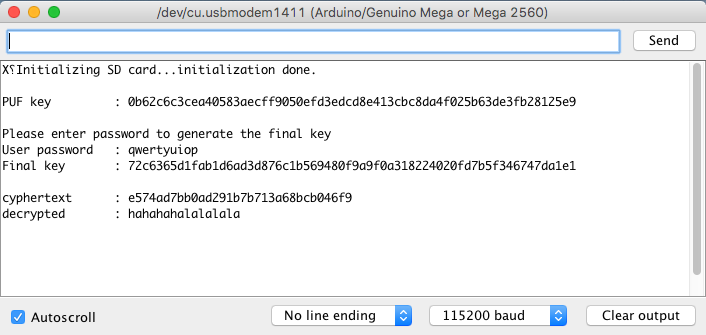 /dev/cu.usbmodem1411 (Arduino/Genuino Mega or Mega 2560)
Send
X⸮Initializing SD card...initialization done.
PUF key : 0b62c6c3cea40583aecff9050efd3edcd8e413cbc8da4f025b63de3fb28125e9
Please enter password to generate the final key
User password : qwertyuiop
Final key : 72c6365d1fab1d6ad3d876c1b569480f9a9f0a318224020fd7b5f346747da1e1
cyphertext : e574ad7bb0ad291b7b713a68bcb046f9
decrypted : hahahahalalalala
Autoscroll
No line ending
115200 baud
Clear output